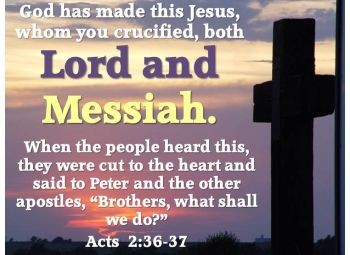 God has made this Jesus,
whom you crucified, both
Lord and
Messiah.
When the people heard this,
they were cut to the heart and
said to Peter and the other
apostles, “Brothers, what shall
we do?”
Acts 2:36-37